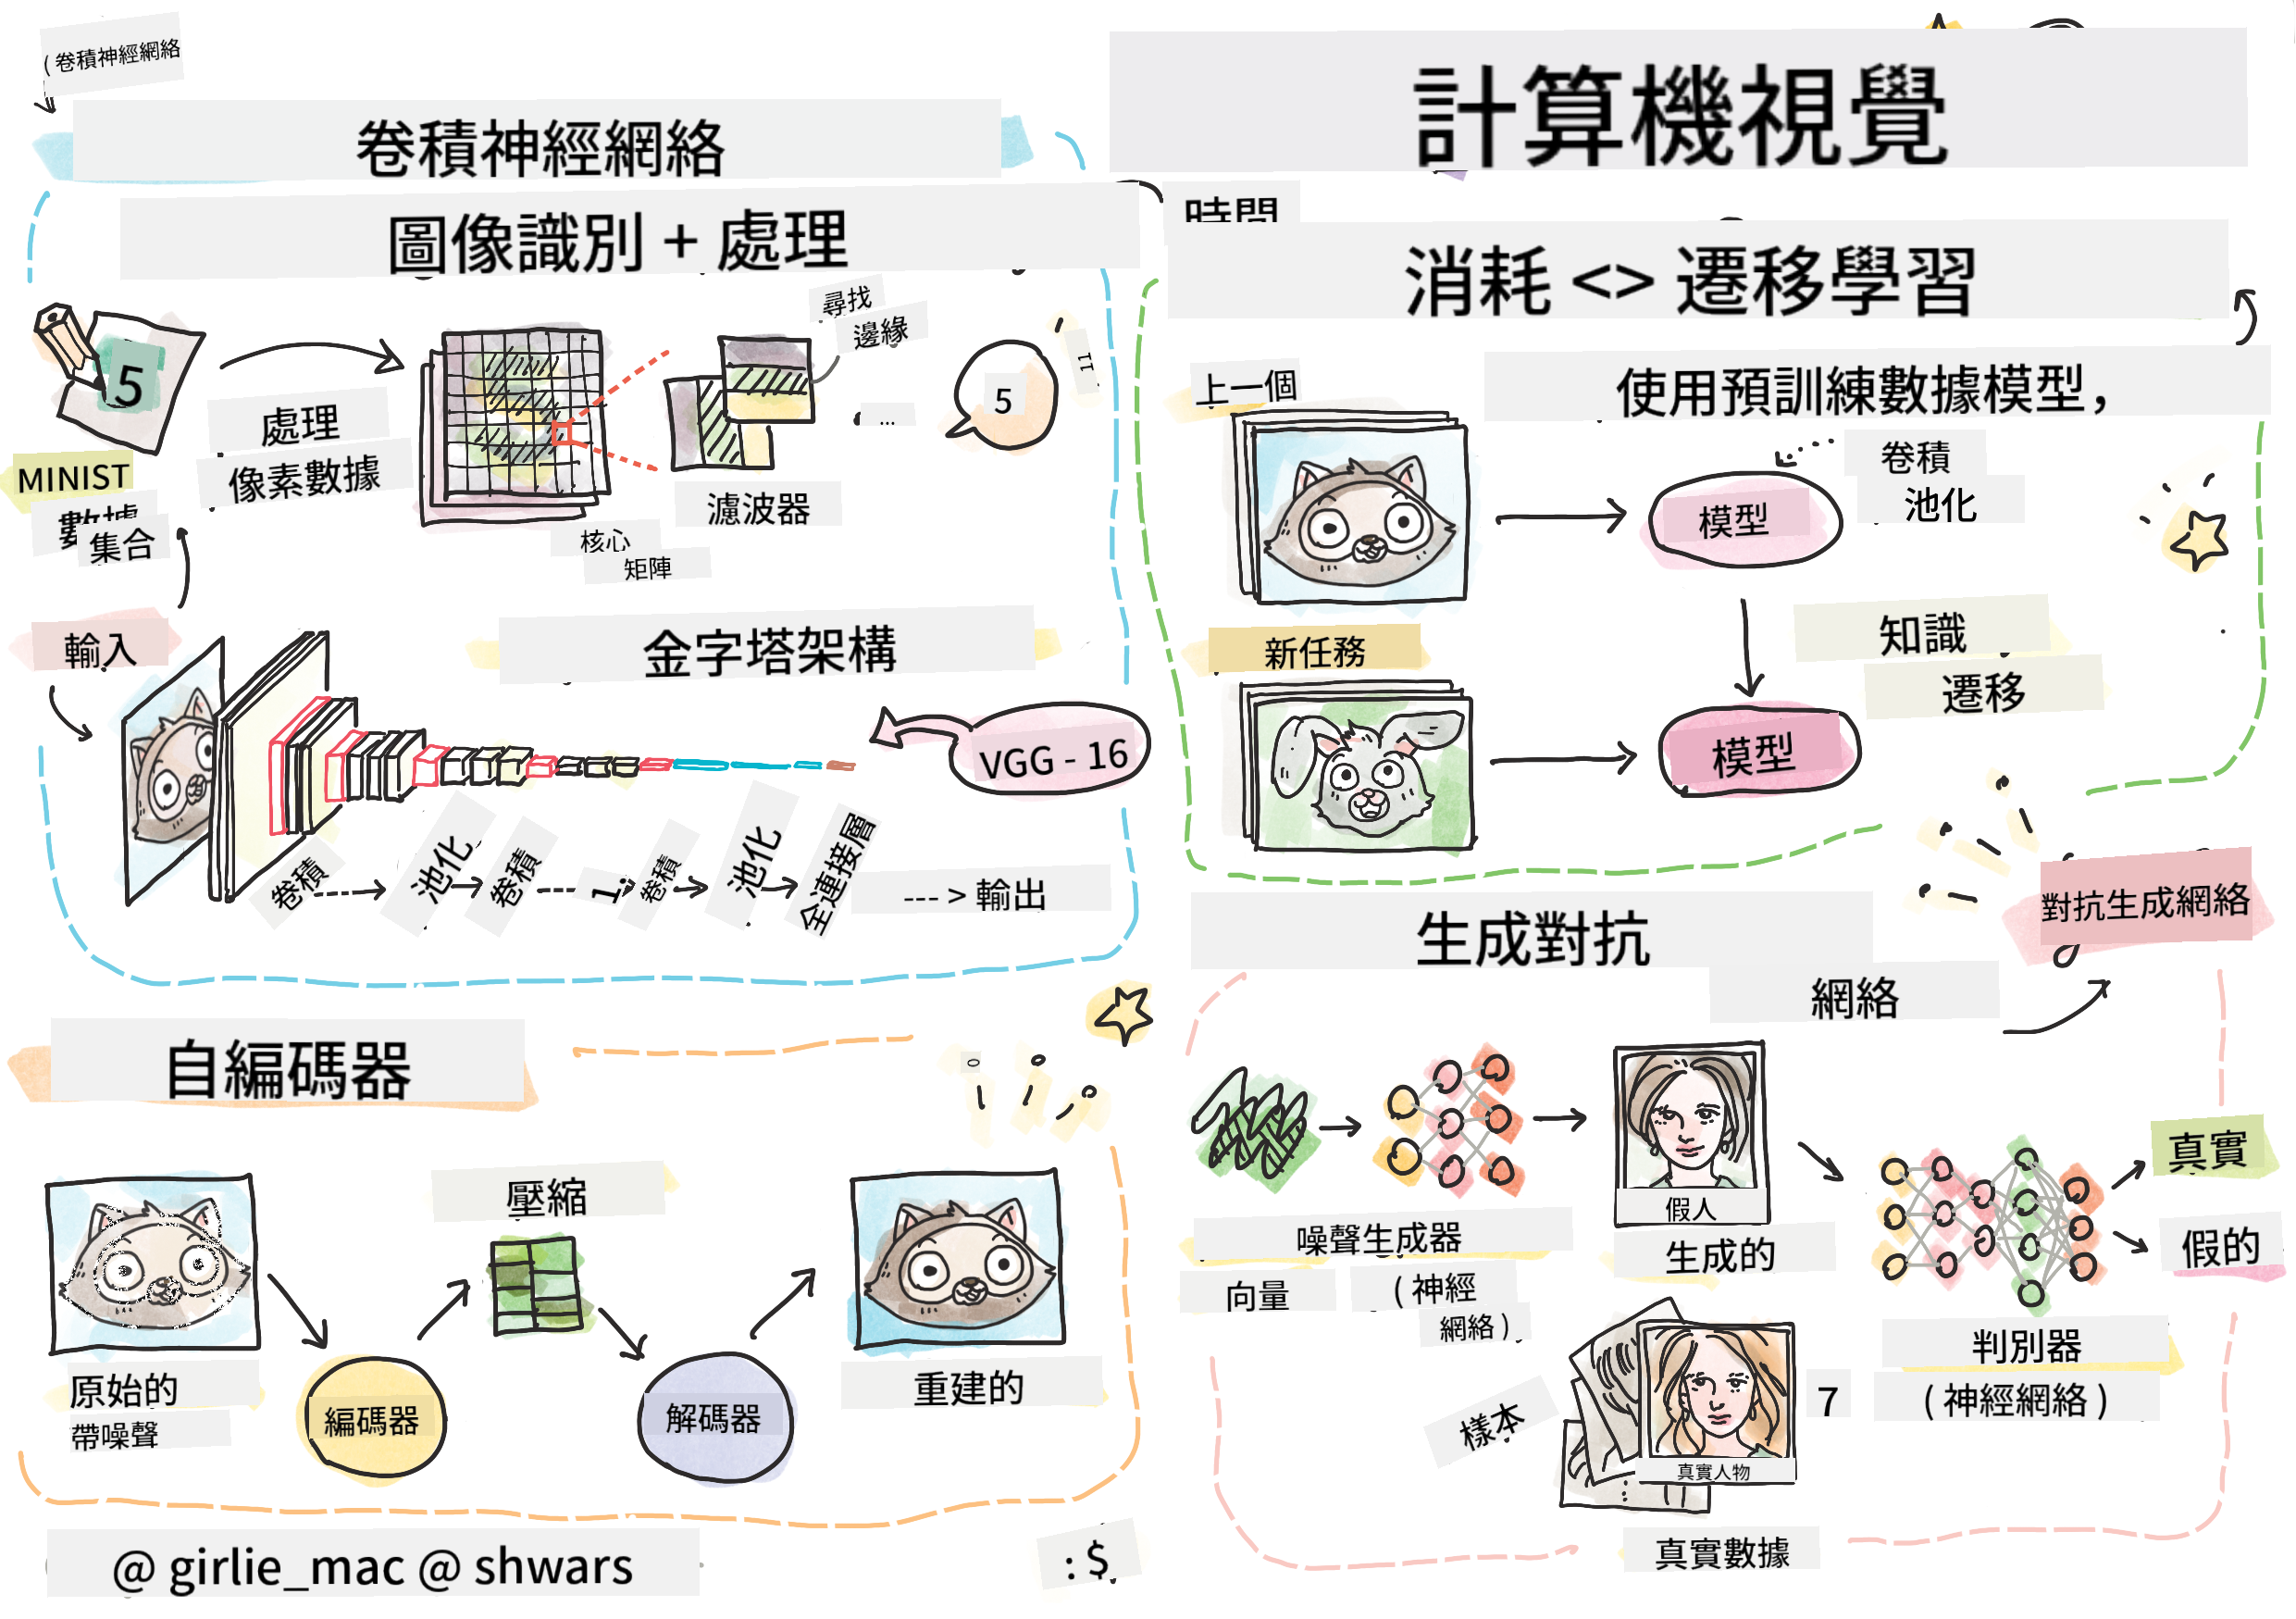 (卷積神經網絡
卷積神經網絡
圖像識別 + 處理
5
處理
像素數據
MINIST
數據
集合
尋找
邊緣
...
5
11
濾波器
核心
矩陣
輸入
金字塔架構
VGG - 16
卷積
池化
卷積
1.
卷積
池化
全連接層
--- > 輸出
自編碼器
壓縮
原始的
帶噪聲
編碼器
解碼器
重建的
@ girlie_mac @ shwars
: $
計算機視覺
時間
消耗 <> 遷移學習
上一個
使用預訓練數據模型，
卷積
池化
模型
新任務
知識
遷移
模型
對抗生成網絡
生成對抗
網絡
假人
噪聲生成器
向量
(神經
網絡)
生成的
真實
假的
判別器
(神經網絡)
7
樣本
真實人物
真實數據